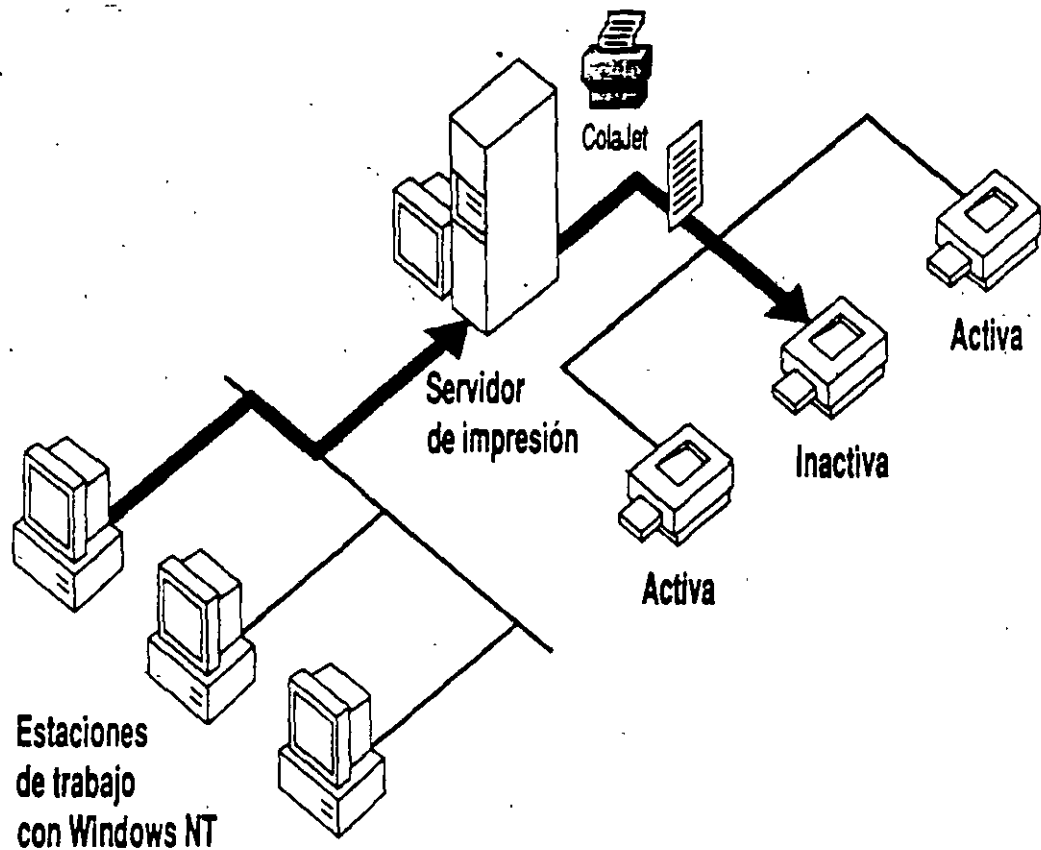 ColaJet
Activa
Servidor
de impresión
Inactiva
Activa
Estaciones
de trabajo
con Windows NT